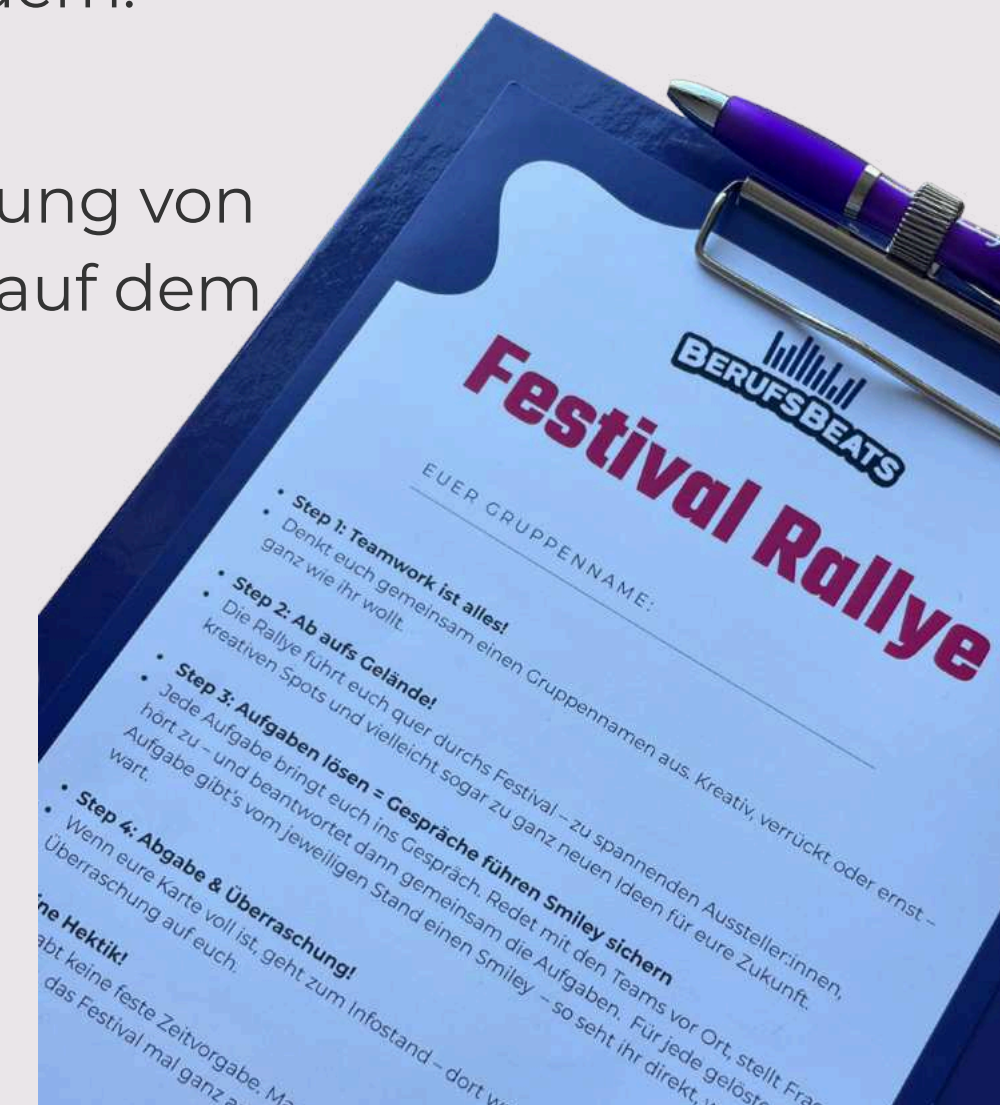 ung von
auf dem
BERUFSBEATS
Festival Rallye
EUER GRUPPENNAME:
• Step 1: Teamwork ist alles!
• Denkt euch gemeinsam einen Gruppennamen aus. Kreativ, verrückt oder ernst –
ganz wie ihr wollt.
• Step 2: Ab aufs Gelände!
• Die Rallye führt euch quer durchs Festival – zu spannenden Aussteller:innen,
kreativen Spots und vielleicht sogar zu ganz neuen Ideen für eure Zukunft.
• Step 3: Aufgaben lösen = Gespräche führen Smiley sichern
• Jede Aufgabe bringt euch ins Gespräch. Redet mit den Teams vor Ort, stellt
hört zu – und beantwortet dann gemeinsam die Aufgaben. Für jede gelöste
Aufgabe gibt's vom jeweiligen Stand einen Smiley – so seht ihr direkt,
wart.
• Step 4: Abgabe & Überraschung!
• Wenn eure Karte voll ist, geht zum Infostand – dort
Überraschung auf euch.
ne Hektik!
abt keine feste Zeitvorgabe.
das Festival mal ganz